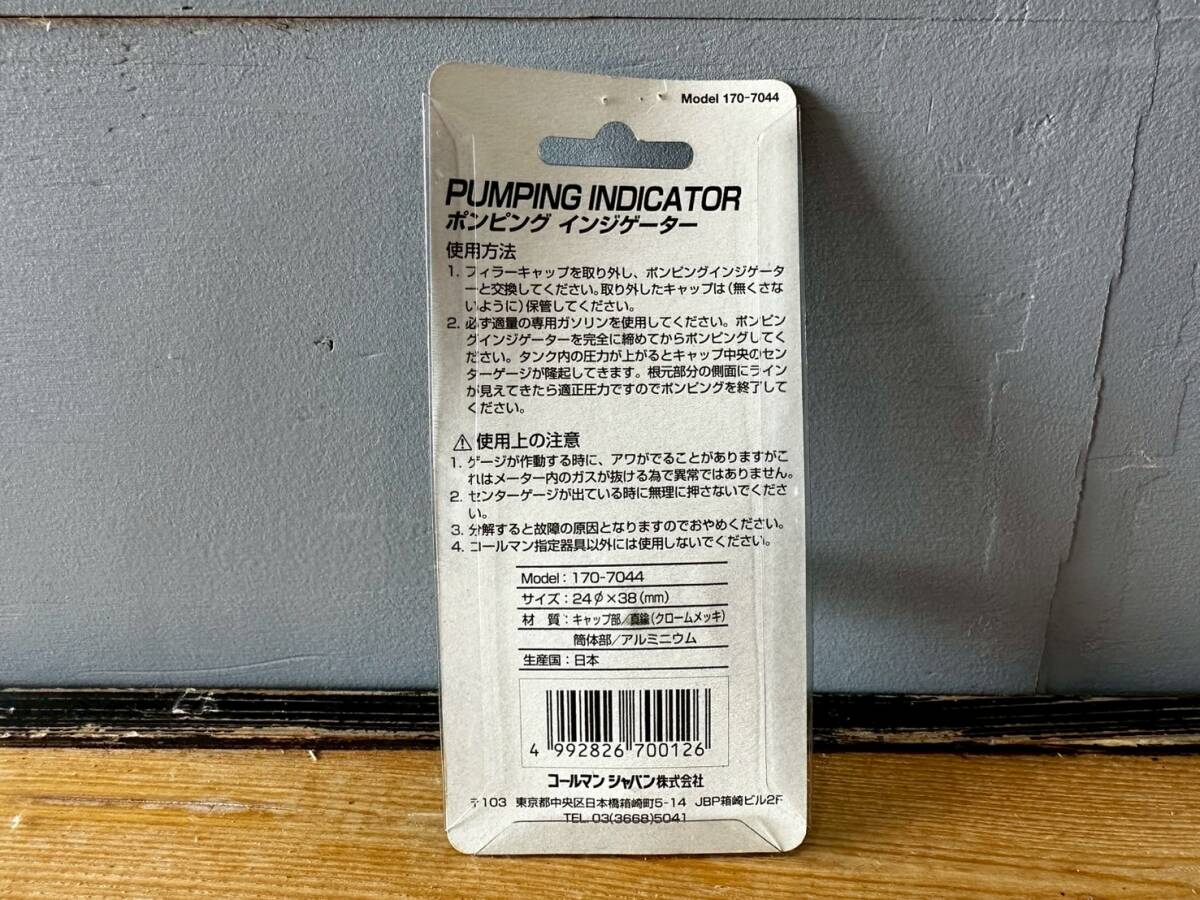 Model 170-7044
PUMPING INDICATOR
ポンピング インジゲーター
使用方法
1. フィラーキャップを取り外し、ポンピングインジゲータ
ーと交換してください。取り外したキャップは(無くさな
いように)保管してください。
2. 必ず適量の専用ガソリンを使用してください。ポンピン
グインジゲーターを完全に締めてからポンピングしてく
ださい。タンク内の圧力が上がるとキャップ中央のセン
ターゲージが隆起してきます。根元部分の側面にライン
が見えてきたら適正圧力ですのでポンピングを終了して
ください。
⚠ 使用上の注意
1. ゲージが作動する時に、アワがでることがありますがこ
れはメーター内のガスが抜ける為で異常ではありません。
2. センターゲージが出ている時に無理に押さないでくださ
い。
3. 分解すると故障の原因となりますのでおやめください。
4. コールマン指定器具以外には使用しないでください。
Model:170-7044
サイズ:24φ×38(mm)
材 質:キャップ部/真鍮(クロームメッキ)
筒体部/アルミニウム
生産国:日本
4 992826 700126
コールマン ジャパン株式会社
〒103 東京都中央区日本橋箱崎町5-14 JBP箱崎ビル2F
TEL. 03(3668)5041